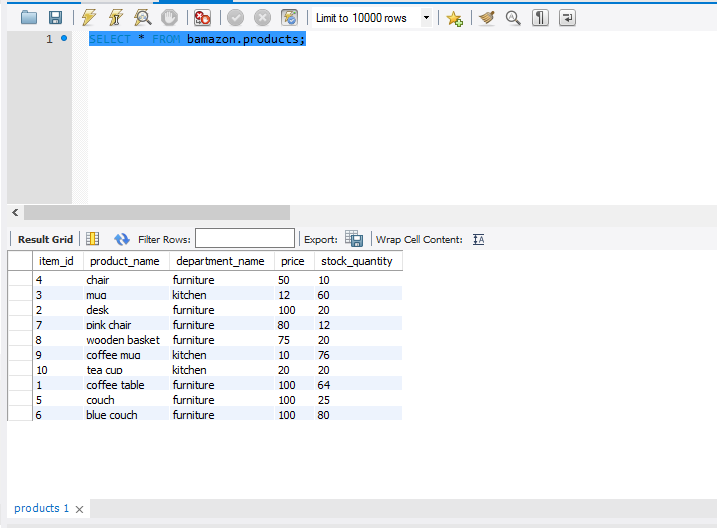 Limit to 10000 rows
1 SELECT * FROM bamazon.products;
Result Grid Filter Rows: Export: Wrap Cell Content:
item_id product_name department_name price stock_quantity
4 chair furniture 50 10
3 mug kitchen 12 60
2 desk furniture 100 20
7 pink chair furniture 80 12
8 wooden basket furniture 75 20
9 coffee mug kitchen 10 76
10 tea cup kitchen 20 20
1 coffee table furniture 100 64
5 couch furniture 100 25
6 blue couch furniture 100 80
products 1